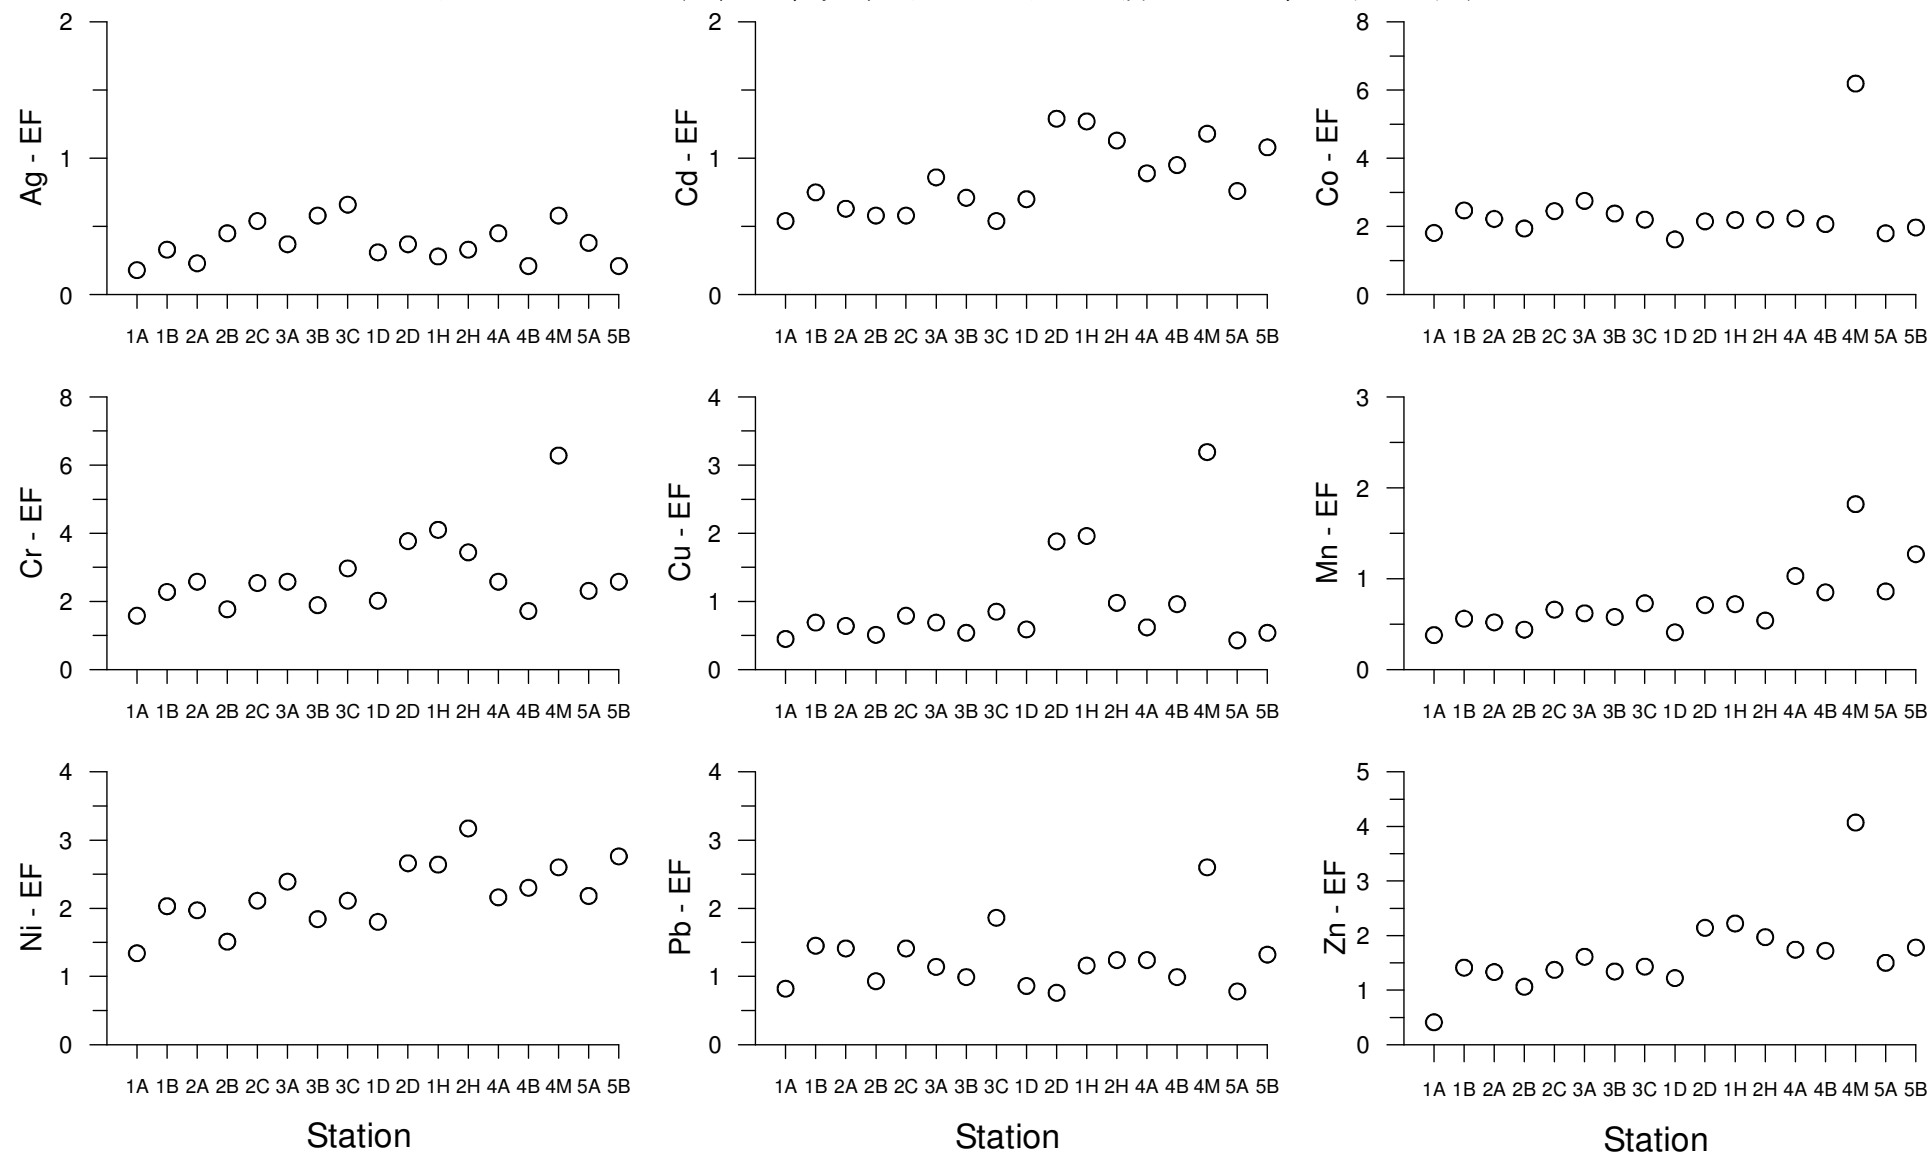 2
1
0
Ag - EF
1A 1B 2A 2B 2C 3A 3B 3C 1D 2D 1H 2H 4A 4B 4M 5A 5B
2
1
0
Cd - EF
1A 1B 2A 2B 2C 3A 3B 3C 1D 2D 1H 2H 4A 4B 4M 5A 5B
8
6
4
2
0
Co - EF
1A 1B 2A 2B 2C 3A 3B 3C 1D 2D 1H 2H 4A 4B 4M 5A 5B
8
6
4
2
0
Cr - EF
1A 1B 2A 2B 2C 3A 3B 3C 1D 2D 1H 2H 4A 4B 4M 5A 5B
4
3
2
1
0
Cu - EF
1A 1B 2A 2B 2C 3A 3B 3C 1D 2D 1H 2H 4A 4B 4M 5A 5B
3
2
1
0
Mn - EF
1A 1B 2A 2B 2C 3A 3B 3C 1D 2D 1H 2H 4A 4B 4M 5A 5B
4
3
2
1
0
Ni - EF
1A 1B 2A 2B 2C 3A 3B 3C 1D 2D 1H 2H 4A 4B 4M 5A 5B
Station
4
3
2
1
0
Pb - EF
1A 1B 2A 2B 2C 3A 3B 3C 1D 2D 1H 2H 4A 4B 4M 5A 5B
Station
5
4
3
2
1
0
Zn - EF
1A 1B 2A 2B 2C 3A 3B 3C 1D 2D 1H 2H 4A 4B 4M 5A 5B
Station